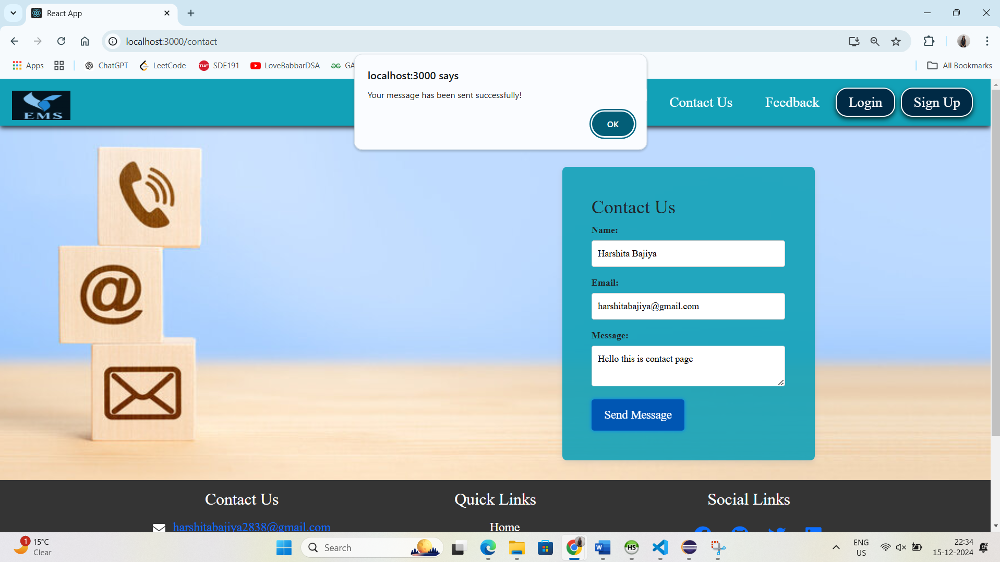 React App
localhost:3000/contact
Apps
ChatGPT
LeetCode
TUF SDE191
LoveBabbarDSA
GA
All Bookmarks
localhost:3000 says
Your message has been sent successfully!
OK
EMS
Contact Us
Feedback
Login
Sign Up
Contact Us
Name:
Harshita Bajiya
Email:
harshitabajiya@gmail.com
Message:
Hello this is contact page
Send Message
Contact Us
Quick Links
Social Links
harshitabajiya2838@gmail.com
Home
1
15°C
Clear
Search
HS
ENG
US
22:34
15-12-2024